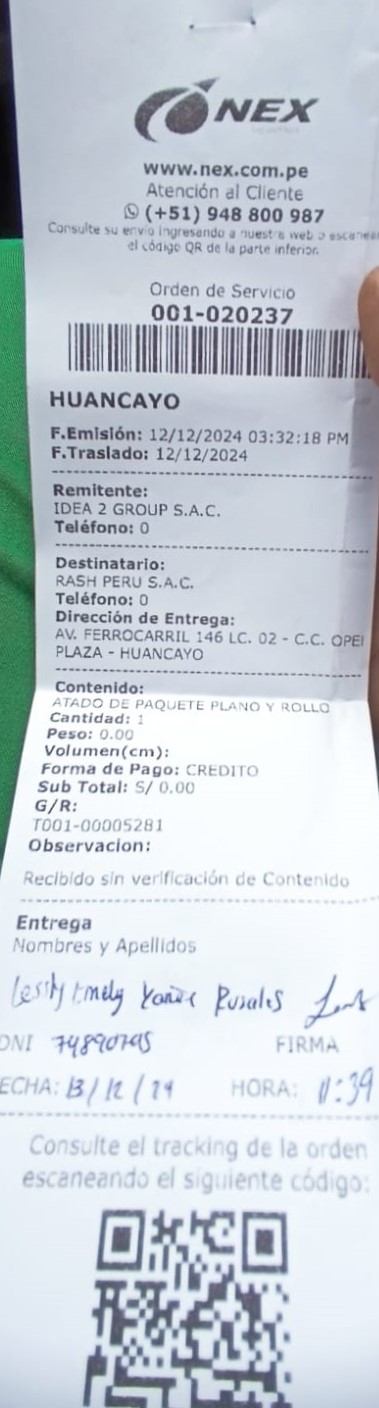 NEX
www.nex.com.pe
Atención al Cliente
(+51) 948 800 987
Consulte su envio ingresando a nuestra web o escanea
el código QR de la parte inferior.
Orden de Servicio
001-020237
HUANCAYO
F.Emisión: 12/12/2024 03:32:18 PM
F.Traslado: 12/12/2024
Remitente:
IDEA 2 GROUP S.A.C.
Teléfono: 0
Destinatario:
RASH PERU S.A.C.
Teléfono: 0
Dirección de Entrega:
AV. FERROCARRIL 146 LC. 02 - C.C. OPEN
PLAZA - HUANCAYO
Contenido:
ATADO DE PAQUETE PLANO Y ROLLO
Cantidad: 1
Peso: 0.00
Volumen(cm):
Forma de Pago: CREDITO
Sub Total: S/ 0.00
G/R:
T001-00005281
Observacion:
Recibido sin verificación de Contenido
Entrega
Nombres y Apellidos
Emely Rosales
DNI FIRMA
ECHA: 13/12/24 HORA: 11:39
Consulte el tracking de la orden
escaneando el siguiente código: